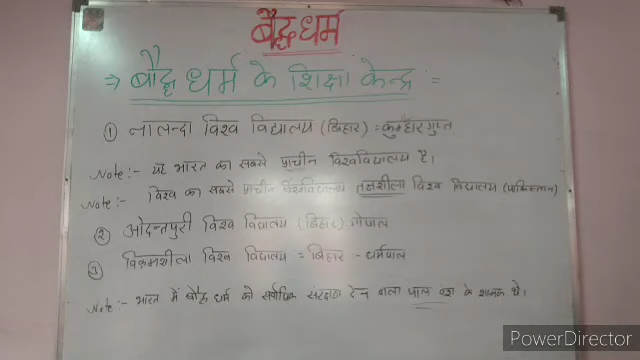 बौद्ध धर्म
⇒ बौद्ध धर्म के शिक्षा केन्द्र =
① नालन्दा विश्व विद्यालय (बिहार) = कुम्हारगुप्त
Note:- यह भारत का सबसे प्राचीन विश्वविद्यालय है।
Note:- विश्व का सबसे प्राचीन विश्वविद्यालय तक्षशीला विश्व विद्यालय (पाकिस्तान)
② ओदन्तपुरी विश्व विद्यालय (बिहार) गोपाल
③ विक्रमशीला विश्व विद्यालय = बिहार - धर्मपाल
Note:- भारत में बौद्ध धर्म को सर्वाधिक संरक्षण देने वाला पाल वंश के शासक थे।
PowerDirector